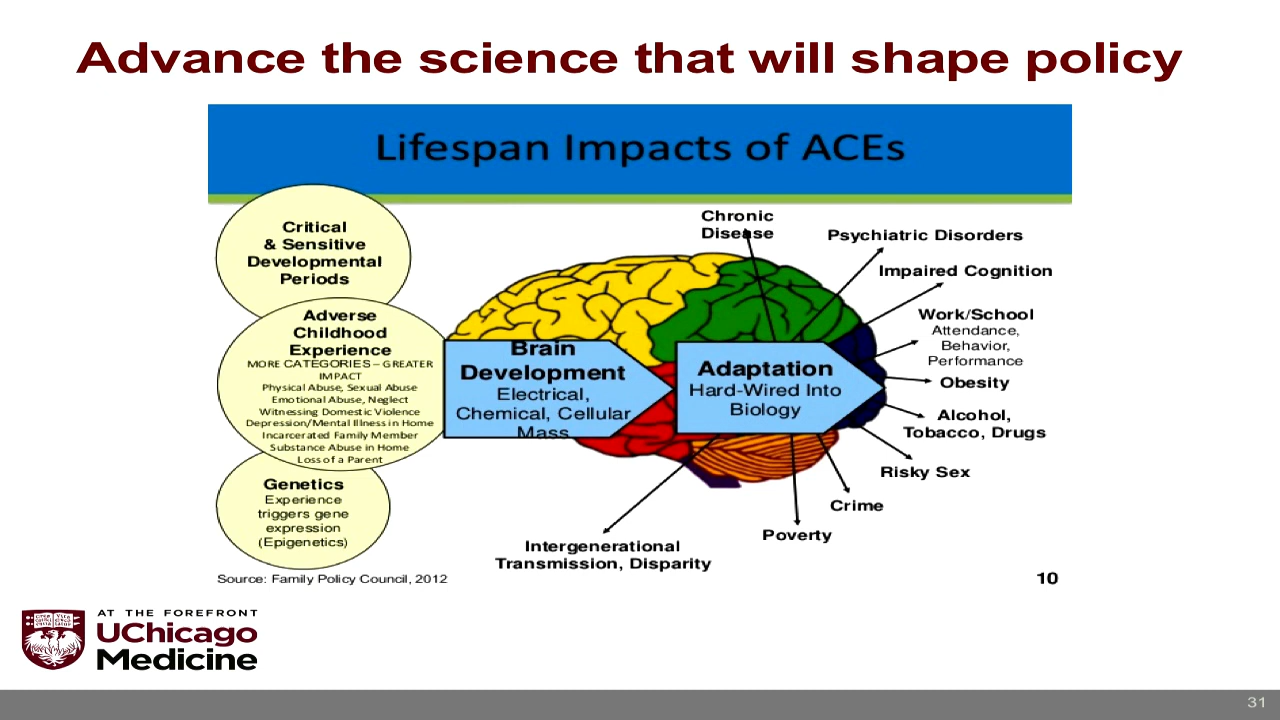 Advance the science that will shape policy
Lifespan Impacts of ACEs
Critical
& Sensitive
Developmental
Periods
Adverse
Childhood
Experience
MORE CATEGORIES – GREATER
IMPACT
Physical Abuse, Sexual Abuse
Emotional Abuse, Neglect
Witnessing Domestic Violence
Depression/Mental Illness in Home
Incarcerated Family Member
Substance Abuse in Home
Loss of a Parent
Genetics
Experience
triggers gene
expression
(Epigenetics)
Brain
Development
Electrical,
Chemical, Cellular
Mass
Adaptation
Hard-Wired Into
Biology
Chronic
Disease
Psychiatric Disorders
Impaired Cognition
Work/School
Attendance,
Behavior,
Performance
Obesity
Alcohol,
Tobacco, Drugs
Risky Sex
Crime
Poverty
Intergenerational
Transmission, Disparity
Source: Family Policy Council, 2012
10
AT THE FOREFRONT
UChicago
Medicine
31